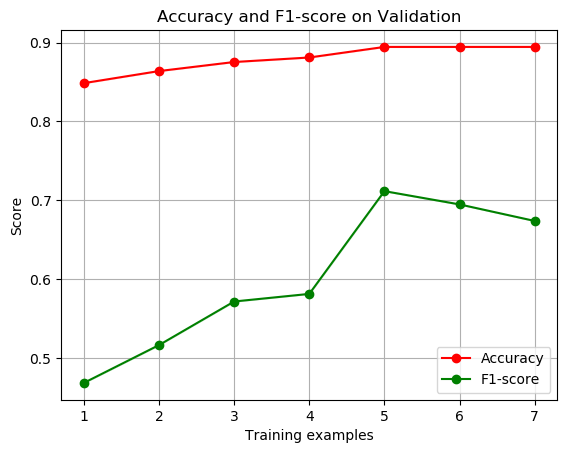 Accuracy and F1-score on Validation
0.9
0.8
0.7
0.6
0.5
Score
Accuracy
F1-score
1 2 3 4 5 6 7
Training examples